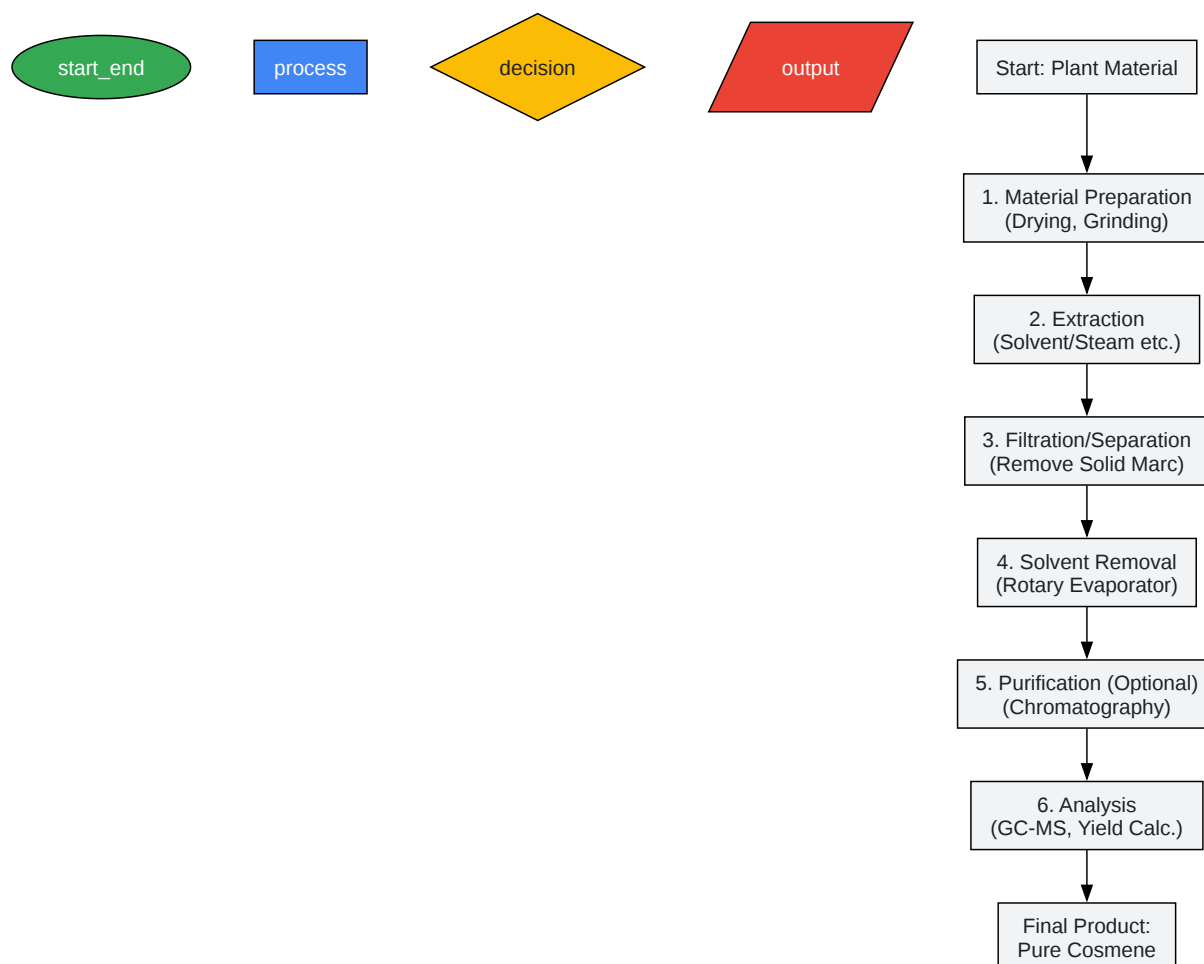 start_end
process
decision
output
Start: Plant Material
1. Material Preparation
(Drying, Grinding)
2. Extraction
(Solvent/Steam etc.)
3. Filtration/Separation
(Remove Solid Marc)
4. Solvent Removal
(Rotary Evaporator)
5. Purification (Optional)
(Chromatography)
6. Analysis
(GC-MS, Yield Calc.)
Final Product:
Pure Cosmene